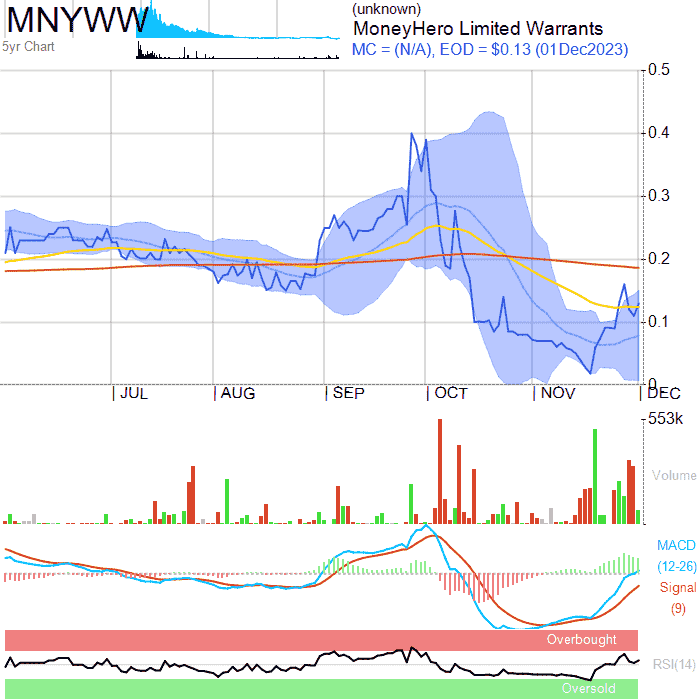 MNYWW
5yr Chart
(unknown)
MoneyHero Limited Warrants
MC = (N/A), EOD = $0.13 (01Dec2023)
0.5
0.4
0.3
0.2
0.1
0
JUL
AUG
SEP
OCT
NOV
DEC
553k
Volume
MACD
(12-26)
Signal
(9)
Overbought
RSI(14)
Oversold